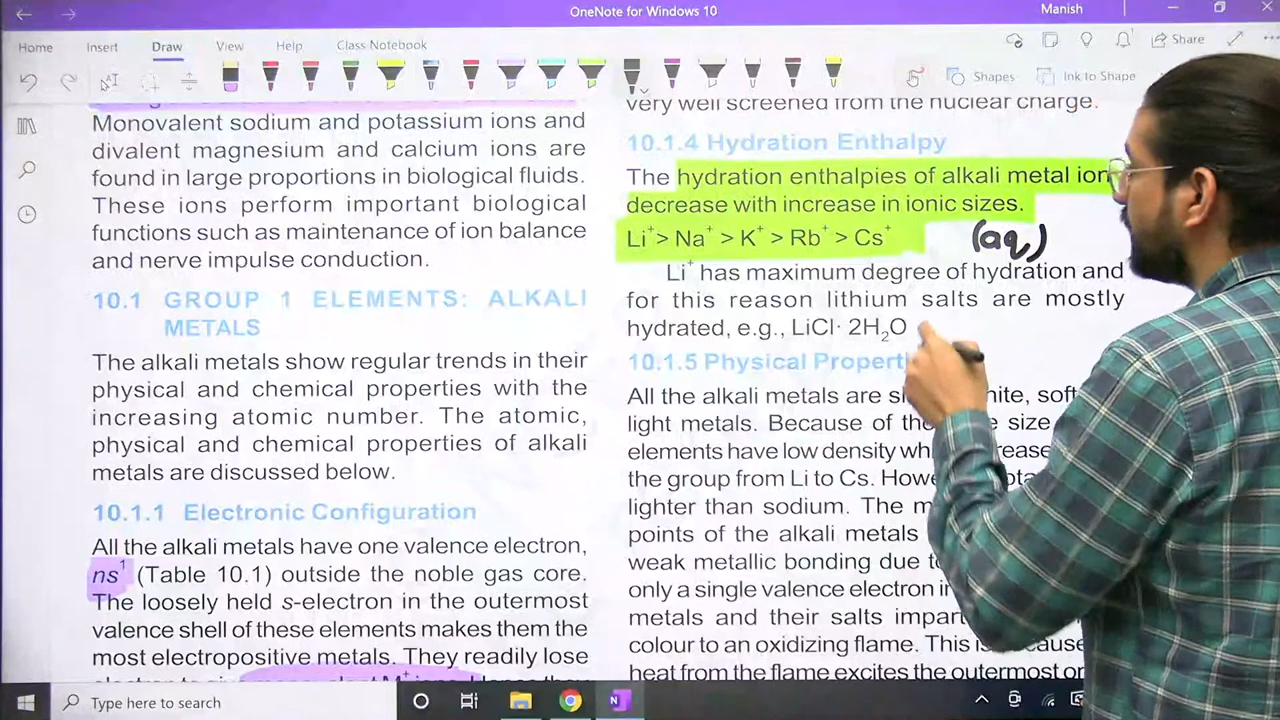 OneNote for Windows 10
Manish
Home
Insert
Draw
View
Help
Class Notebook
Share
Shapes
Ink to Shape
Monovalent sodium and potassium ions and
divalent magnesium and calcium ions are
found in large proportions in biological fluids.
These ions perform important biological
functions such as maintenance of ion balance
and nerve impulse conduction.
10.1 GROUP 1 ELEMENTS: ALKALI
METALS
The alkali metals show regular trends in their
physical and chemical properties with the
increasing atomic number. The atomic,
physical and chemical properties of alkali
metals are discussed below.
10.1.1 Electronic Configuration
All the alkali metals have one valence electron,
ns¹ (Table 10.1) outside the noble gas core.
The loosely held s-electron in the outermost
valence shell of these elements makes them the
most electropositive metals. They readily lose
very well screened from the nuclear charge.
10.1.4 Hydration Enthalpy
The hydration enthalpies of alkali metal ion
decrease with increase in ionic sizes.
Li⁺> Na⁺ > K⁺ > Rb⁺ > Cs⁺
(aq)
Li⁺ has maximum degree of hydration and
for this reason lithium salts are mostly
hydrated, e.g., LiCl· 2H₂O
10.1.5 Physical
All the alkali metals are soft
light metals. Because of size
elements have low density
the group from Li to Cs.
lighter than sodium. The
points of the alkali metals
weak metallic bonding due
only a single valence electron
metals and their salts
colour to an oxidizing flame. This
heat from the flame excites the outermost
Type here to search